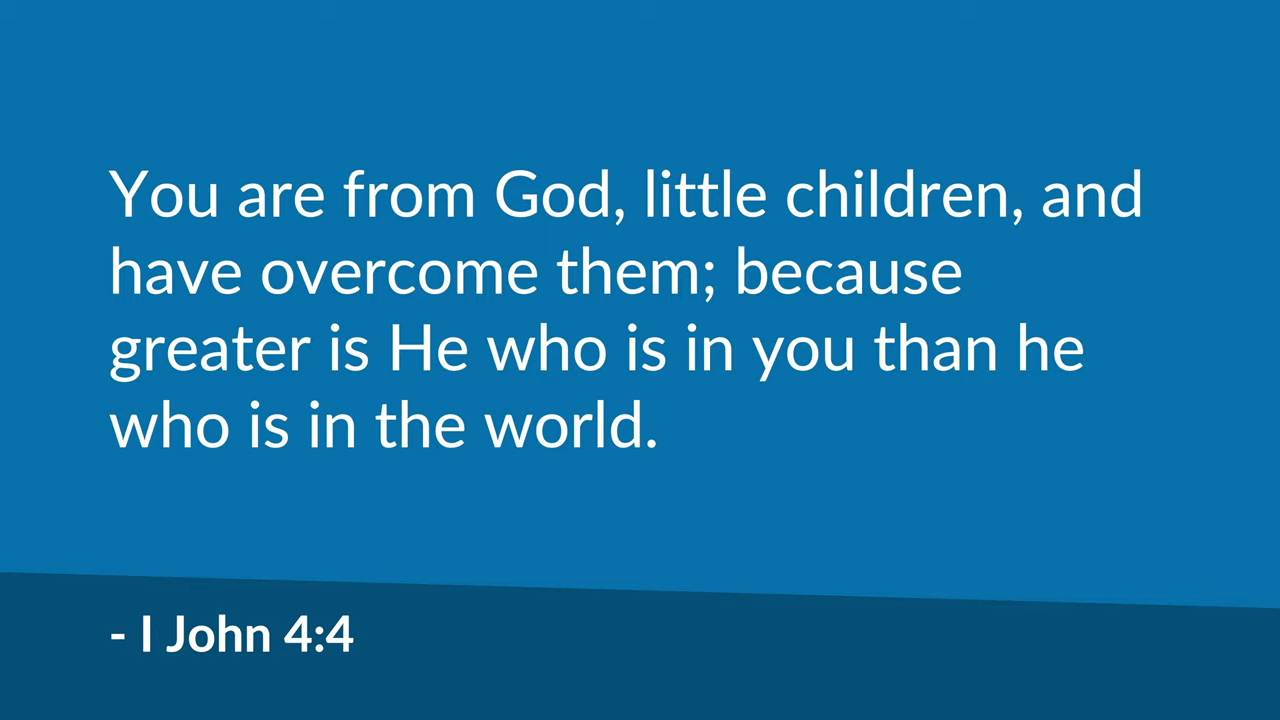 You are from God, little children, and
have overcome them; because
greater is He who is in you than he
who is in the world.
- I John 4:4